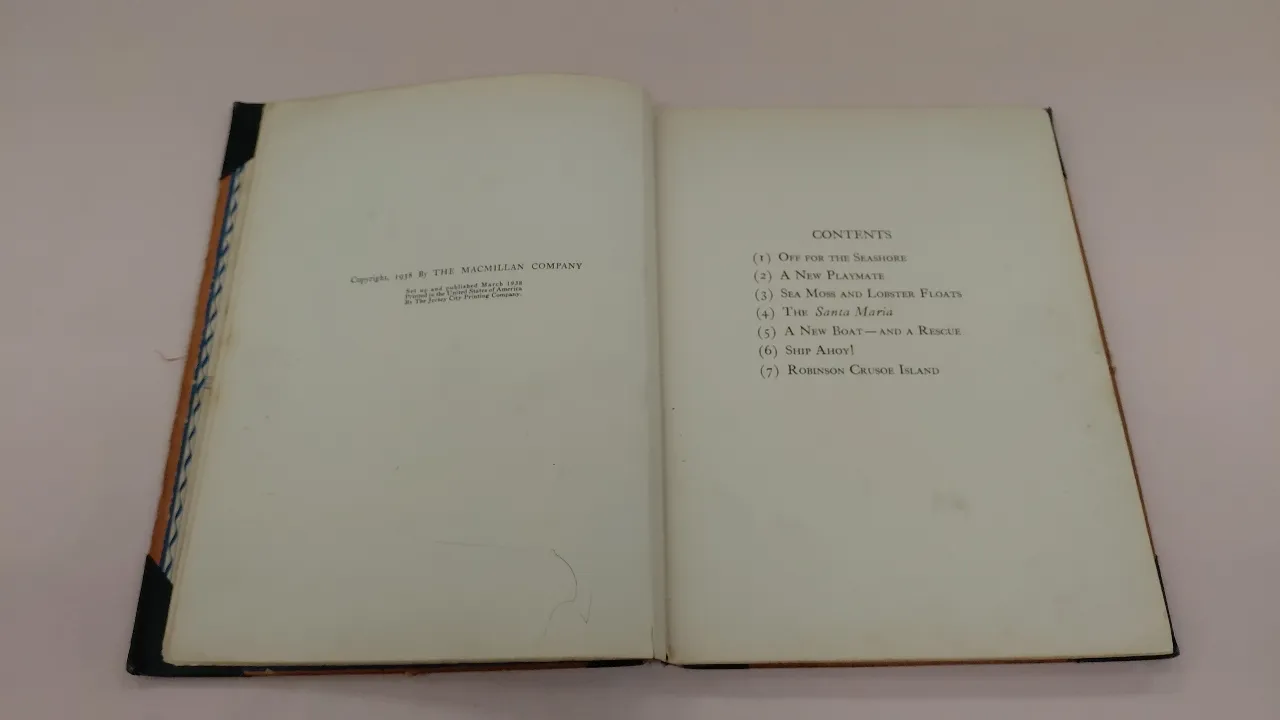 Copyright, 1938 By THE MACMILLAN COMPANY
Set up and published March 1938
Printed in the United States of America
By The Jersey City Printing Company.
CONTENTS
(1) Off for the Seashore
(2) A New Playmate
(3) Sea Moss and Lobster Floats
(4) The Santa Maria
(5) A New Boat—and a Rescue
(6) Ship Ahoy!
(7) Robinson Crusoe Island